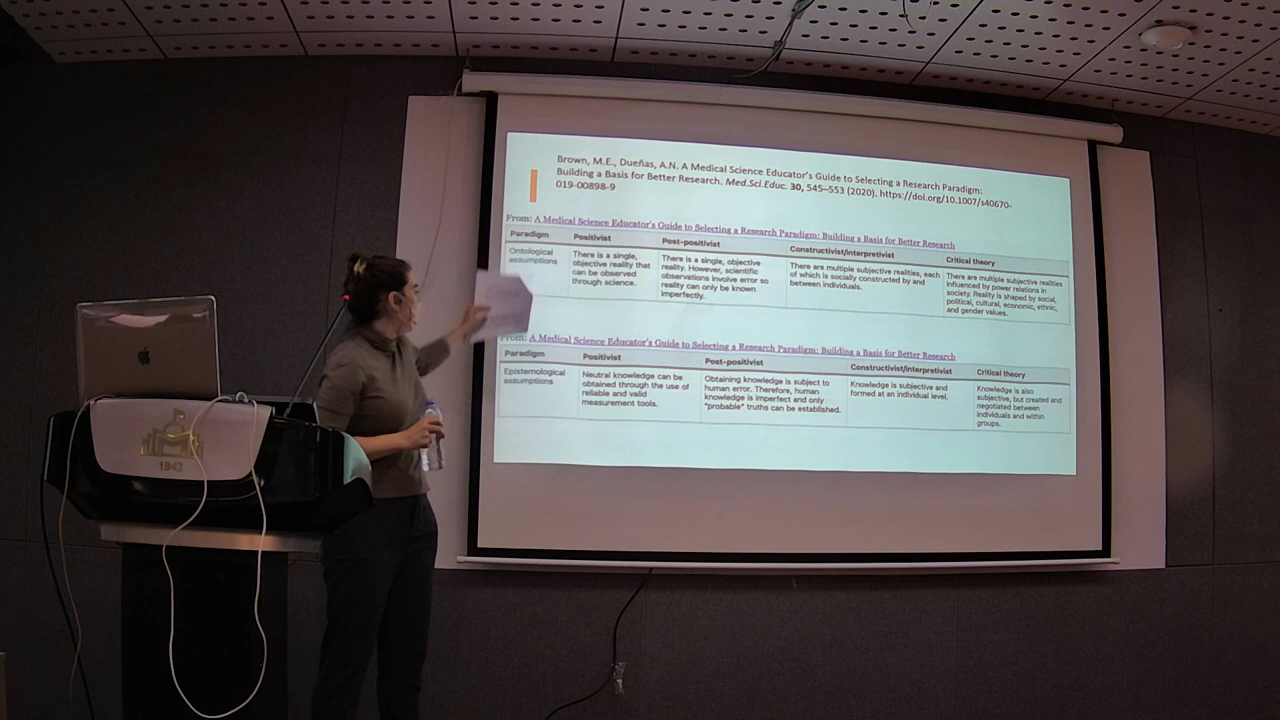 Brown, M.E., Dueñas, A.N. A Medical Science Educator's Guide to Selecting a Research Paradigm:
Building a Basis for Better Research. Med.Sci.Educ. 30, 545–553 (2020). https://doi.org/10.1007/s40670-
019-00898-9
From: A Medical Science Educator's Guide to Selecting a Research Paradigm: Building a Basis for Better Research
Paradigm
Positivist
Post-positivist
Constructivist/interpretivist
Critical theory
Ontological
assumptions
There is a single,
objective reality that
can be observed
through science.
There is a single, objective
reality. However, scientific
observations involve error so
reality can only be known
imperfectly.
There are multiple subjective realities, each
of which is socially constructed by and
between individuals.
There are multiple subjective realities
influenced by power relations in
society. Reality is shaped by social,
political, cultural, economic, ethnic,
and gender values.
From: A Medical Science Educator's Guide to Selecting a Research Paradigm: Building a Basis for Better Research
Paradigm
Positivist
Post-positivist
Constructivist/interpretivist
Critical theory
Epistemological
assumptions
Neutral knowledge can be
obtained through the use of
reliable and valid
measurement tools.
Obtaining knowledge is subject to
human error. Therefore, human
knowledge is imperfect and only
"probable" truths can be established.
Knowledge is subjective and
formed at an individual level.
Knowledge is also
subjective, but created and
negotiated between
individuals and within
groups.
1947